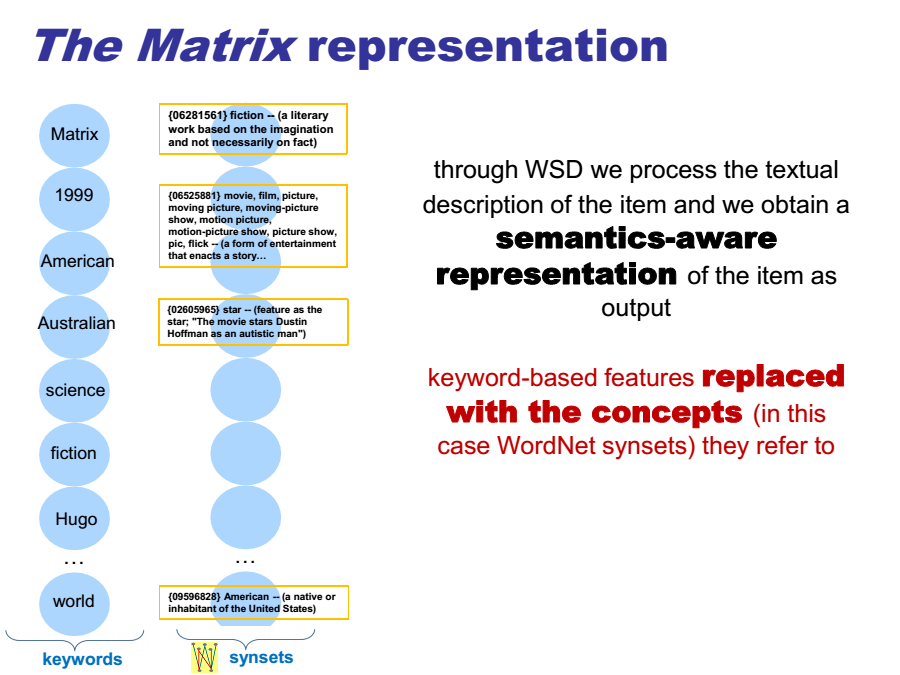 The Matrix representation
Matrix
1999
American
Australian
science
fiction
Hugo
…
world
keywords
{06281561} fiction -- (a literary
work based on the imagination
and not necessarily on fact)
{06525881} movie, film, picture,
moving picture, moving-picture
show, motion picture,
motion-picture show, picture show,
pic, flick -- (a form of entertainment
that enacts a story…
{02605965} star -- (feature as the
star; "The movie stars Dustin
Hoffman as an autistic man")
…
{09596828} American -- (a native or
inhabitant of the United States)
W
synsets
through WSD we process the textual
description of the item and we obtain a
semantics-aware
representation of the item as
output
keyword-based features replaced
with the concepts (in this
case WordNet synsets) they refer to